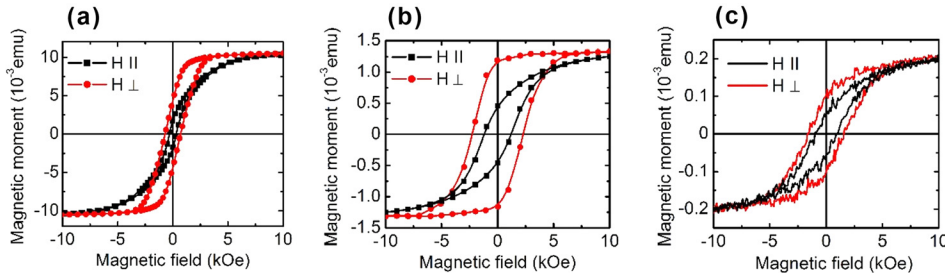 (a)
Magnetic moment (10⁻³emu)
10
5
0
-5
-10
H ||
H ⊥
-10 -5 0 5 10
Magnetic field (kOe)
(b)
Magnetic moment (10⁻³emu)
1.5
1.0
0.5
0
-0.5
-1.0
-1.5
H ||
H ⊥
-10 -5 0 5 10
Magnetic field (kOe)
(c)
Magnetic moment (10⁻³emu)
0.2
0.1
0
-0.1
-0.2
H ||
H ⊥
-10 -5 0 5 10
Magnetic field (kOe)